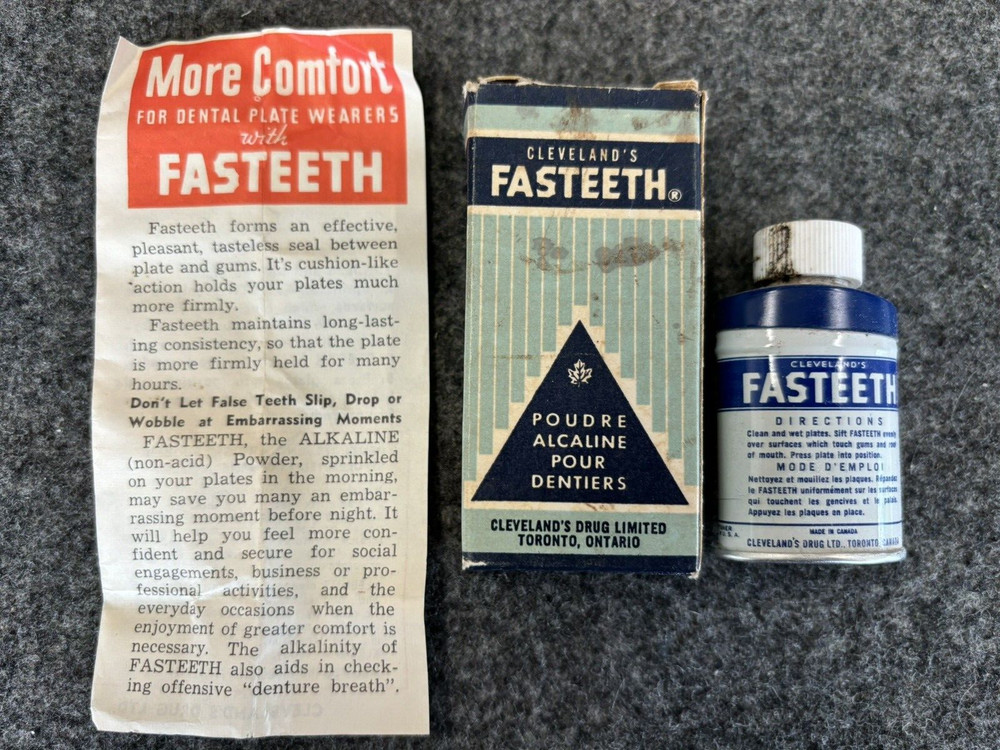 More Comfort
FOR DENTAL PLATE WEARERS
with
FASTEETH
Fasteeth forms an effective,
pleasant, tasteless seal between
plate and gums. It's cushion-like
action holds your plates much
more firmly.
Fasteeth maintains long-last-
ing consistency, so that the plate
is more firmly held for many
hours.
Don't Let False Teeth Slip, Drop or
Wobble at Embarrassing Moments
FASTEETH, the ALKALINE
(non-acid) Powder, sprinkled
on your plates in the morning,
may save you many an embar-
rassing moment before night. It
will help you feel more con-
fident and secure for social
engagements, business or pro-
fessional activities, and the
everyday occasions when the
enjoyment of greater comfort is
necessary. The alkalinity of
FASTEETH also aids in check-
ing offensive "denture breath".
CLEVELAND'S
FASTEETH®
POUDRE
ALCALINE
POUR
DENTIERS
CLEVELAND'S DRUG LIMITED
TORONTO, ONTARIO
CLEVELAND'S
FASTEETH
DIRECTIONS
Clean and wet plates. Sift FASTEETH evenly
over surfaces which touch gums and roof
of mouth. Press plate into position.
MODE D'EMPLOI
Nettoyez et mouillez les plaques. Répandez
le FASTEETH uniformément sur les surfaces
qui touchent les gencives et le palais.
Appuyez les plaques en place.
MADE IN CANADA
CLEVELAND'S DRUG LTD., TORONTO, CANADA